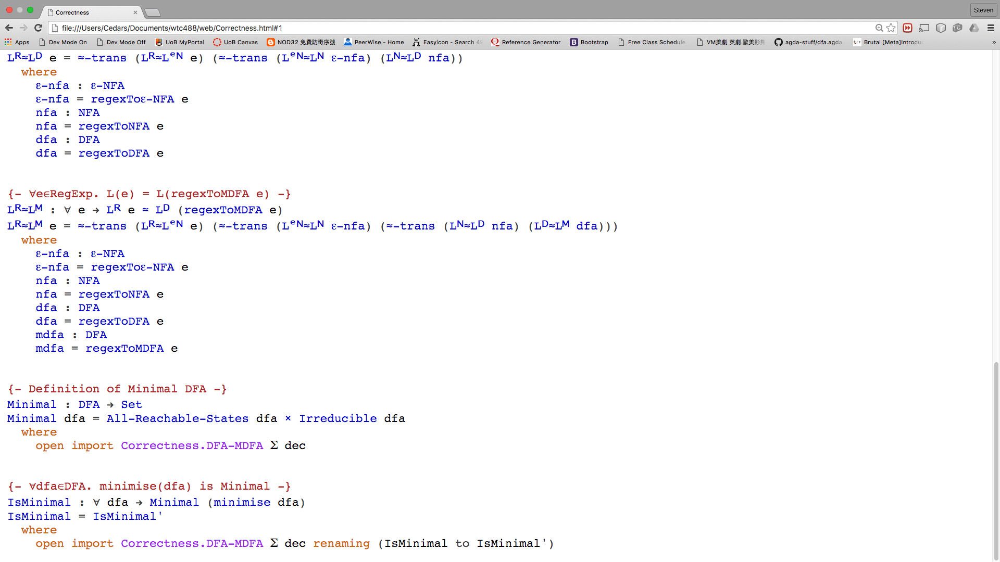 Correctness
Steven
file:///Users/Cedars/Documents/wtc488/web/Correctness.html#1
Apps Dev Mode On Dev Mode Off UoB MyPortal UoB Canvas NOD32 免費防毒序號 PeerWise - Home Easyicon - Search 49 Reference Generator Bootstrap Free Class Schedule VM美劇 英劇 歐美影集 agda-stuff/dfa.agda Brutal [Meta]Introdu »
Lᴿ≈Lᴰ e = ≈-trans (Lᴿ≈Lᵉᴺ e) (≈-trans (Lᵉᴺ≈Lᴺ ε-nfa) (Lᴺ≈Lᴰ nfa))
where
ε-nfa : ε-NFA
ε-nfa = regexToε-NFA e
nfa : NFA
nfa = regexToNFA e
dfa : DFA
dfa = regexToDFA e
{- ∀e∈RegExp. L(e) = L(regexToMDFA e) -}
Lᴿ≈Lᴹ : ∀ e → Lᴿ e ≈ Lᴰ (regexToMDFA e)
Lᴿ≈Lᴹ e = ≈-trans (Lᴿ≈Lᵉᴺ e) (≈-trans (Lᵉᴺ≈Lᴺ ε-nfa) (≈-trans (Lᴺ≈Lᴰ nfa) (Lᴰ≈Lᴹ dfa)))
where
ε-nfa : ε-NFA
ε-nfa = regexToε-NFA e
nfa : NFA
nfa = regexToNFA e
dfa : DFA
dfa = regexToDFA e
mdfa : DFA
mdfa = regexToMDFA e
{- Definition of Minimal DFA -}
Minimal : DFA → Set
Minimal dfa = All-Reachable-States dfa × Irreducible dfa
where
open import Correctness.DFA-MDFA Σ dec
{- ∀dfa∈DFA. minimise(dfa) is Minimal -}
IsMinimal : ∀ dfa → Minimal (minimise dfa)
IsMinimal = IsMinimal'
where
open import Correctness.DFA-MDFA Σ dec renaming (IsMinimal to IsMinimal')